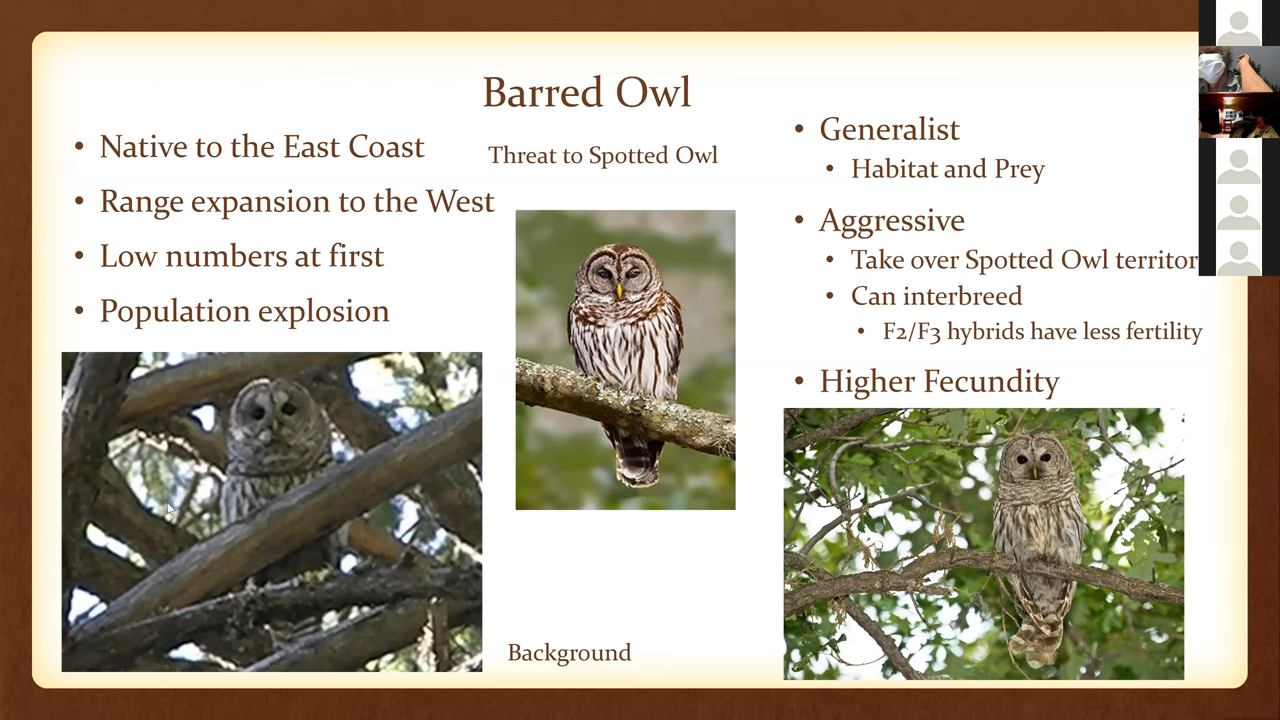 Barred Owl
Threat to Spotted Owl
• Native to the East Coast
• Range expansion to the West
• Low numbers at first
• Population explosion
• Generalist
• Habitat and Prey
• Aggressive
• Take over Spotted Owl territor
• Can interbreed
• F2/F3 hybrids have less fertility
• Higher Fecundity
Background